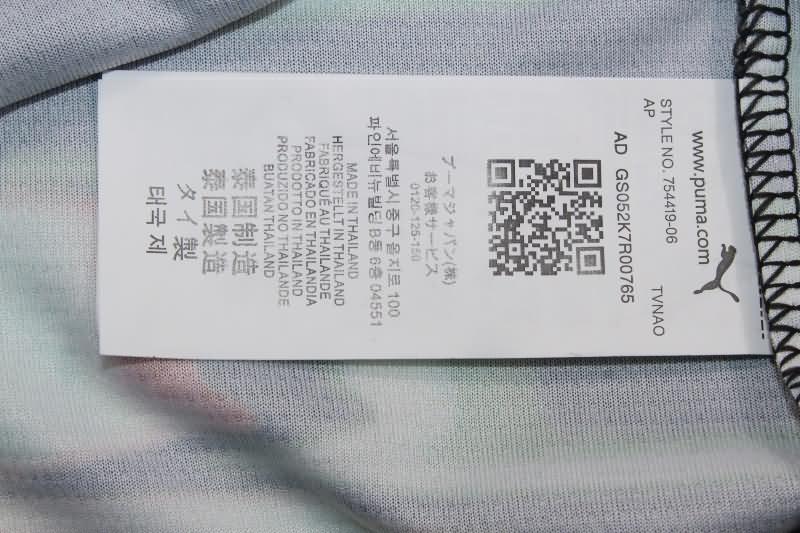 www.puma.com
STYLE NO. 754419-06 TVNAO
AP
AD GS052K7R00765
プーマジャパン(株)
お客様サービス
0120-125-150
서울특별시 중구 을지로 100
파인에비뉴빌딩 B동 6층 04551
MADE IN THAILAND
HERGESTELLT IN THAILAND
FABRIQUÉ AU THAILANDE
FABRICADO EN THAILANDIA
PRODOTTO IN THAILAND
PRODUZIDO NO THAILANDE
BUATAN THAILAND
泰国制造
泰国製造
タイ製
태국 제